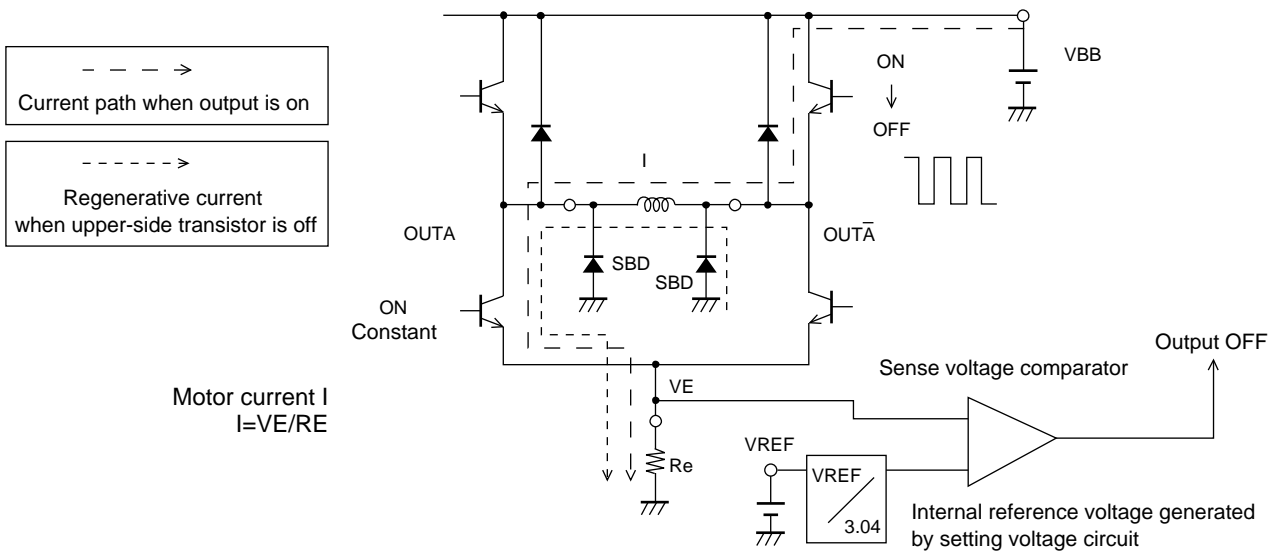 Current path when output is on
Regenerative current
when upper-side transistor is off
VBB
ON
OFF
I
OUTA
OUTA̅
SBD
SBD
ON
Constant
Motor current I
I=VE/RE
VE
Re
Sense voltage comparator
Output OFF
VREF
VREF
3.04
Internal reference voltage generated
by setting voltage circuit